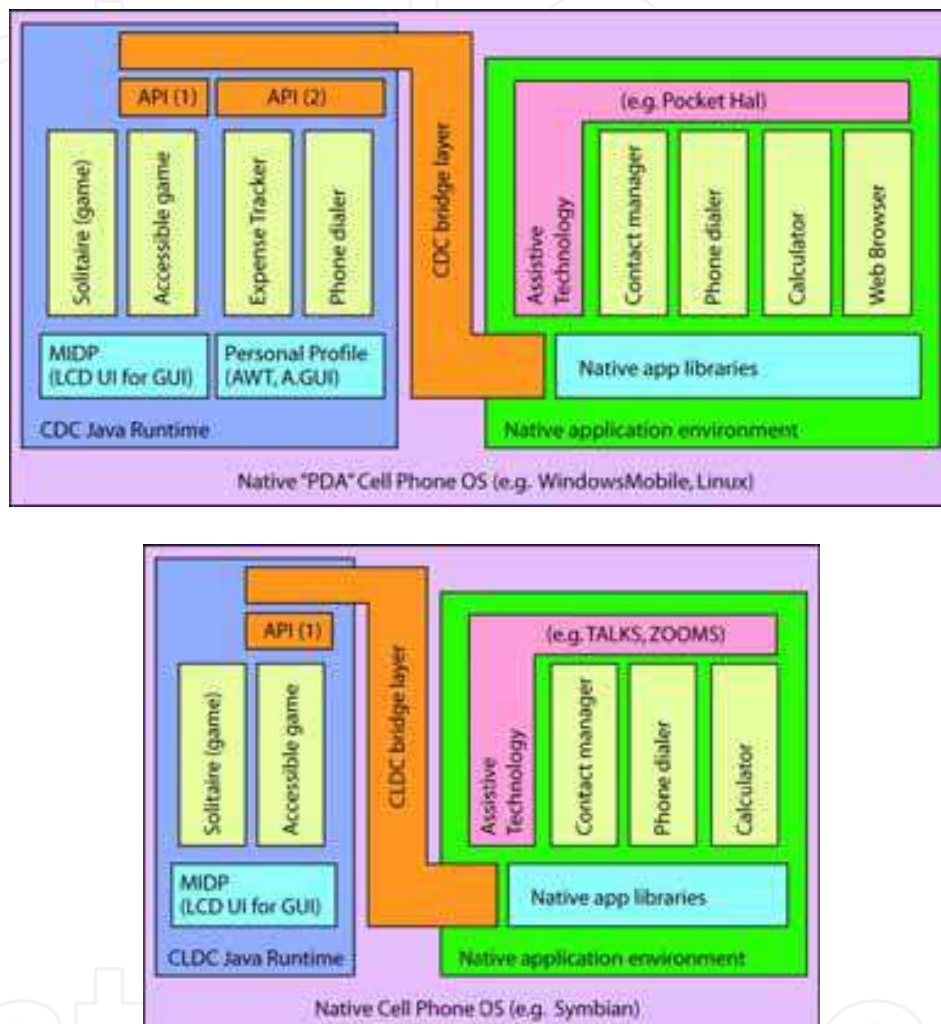 API (1)
API (2)
Solitaire (game)
Accessible game
Expense Tracker
Phone dialer
MIDP
(LCD UI for GUI)
Personal Profile
(AWT, A.GUI)
CDC Java Runtime
CDC bridge layer
(e.g. Pocket Hal)
Assistive
Technology
Contact manager
Phone dialer
Calculator
Web Browser
Native app libraries
Native application environment
Native "PDA" Cell Phone OS (e.g. WindowsMobile, Linux)
API (1)
Solitaire (game)
Accessible game
MIDP
(LCD UI for GUI)
CLDC Java Runtime
CLDC bridge layer
(e.g. TALKS, ZOOMS)
Assistive
Technology
Contact manager
Phone dialer
Calculator
Native app libraries
Native application environment
Native Cell Phone OS (e.g. Symbian)